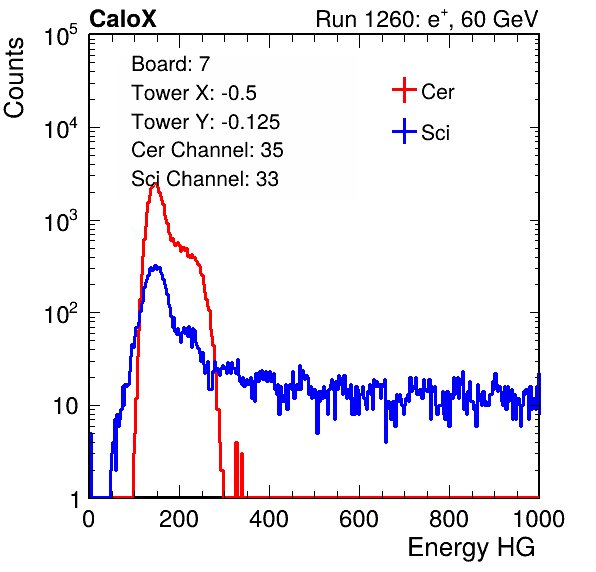 CaloX Run 1260: e⁺, 60 GeV
Board: 7
Tower X: -0.5
Tower Y: -0.125
Cer Channel: 35
Sci Channel: 33
Cer
Sci
Counts
10⁵
10⁴
10³
10²
10
1
0 200 400 600 800 1000
Energy HG